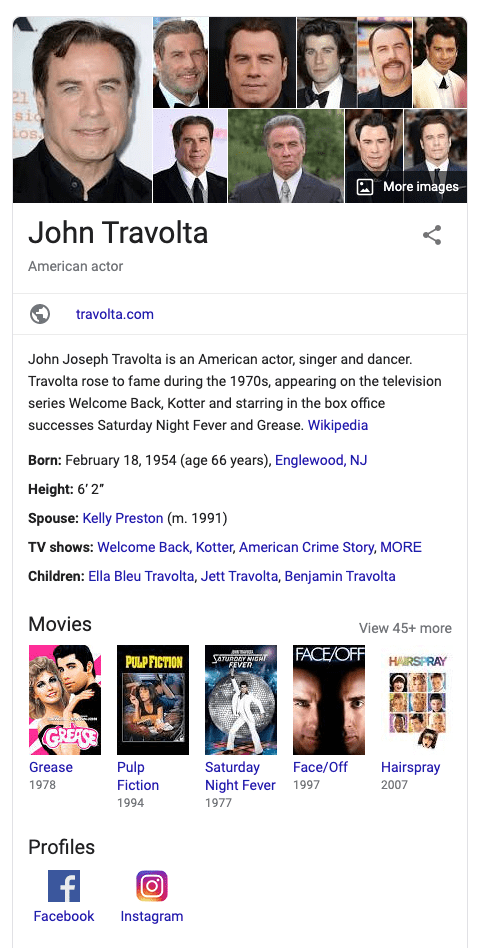 21
sic
ios.
More images
John Travolta
American actor
travolta.com
John Joseph Travolta is an American actor, singer and dancer.
Travolta rose to fame during the 1970s, appearing on the television
series Welcome Back, Kotter and starring in the box office
successes Saturday Night Fever and Grease. Wikipedia
Born: February 18, 1954 (age 66 years), Englewood, NJ
Height: 6′ 2″
Spouse: Kelly Preston (m. 1991)
TV shows: Welcome Back, Kotter, American Crime Story, MORE
Children: Ella Bleu Travolta, Jett Travolta, Benjamin Travolta
Movies
View 45+ more
GREASE
PULP FICTION
SATURDAY NIGHT
FEVER
FACE/OFF
HAIRSPRAY
Grease
1978
Pulp
Fiction
1994
Saturday
Night Fever
1977
Face/Off
1997
Hairspray
2007
Profiles
Facebook
Instagram